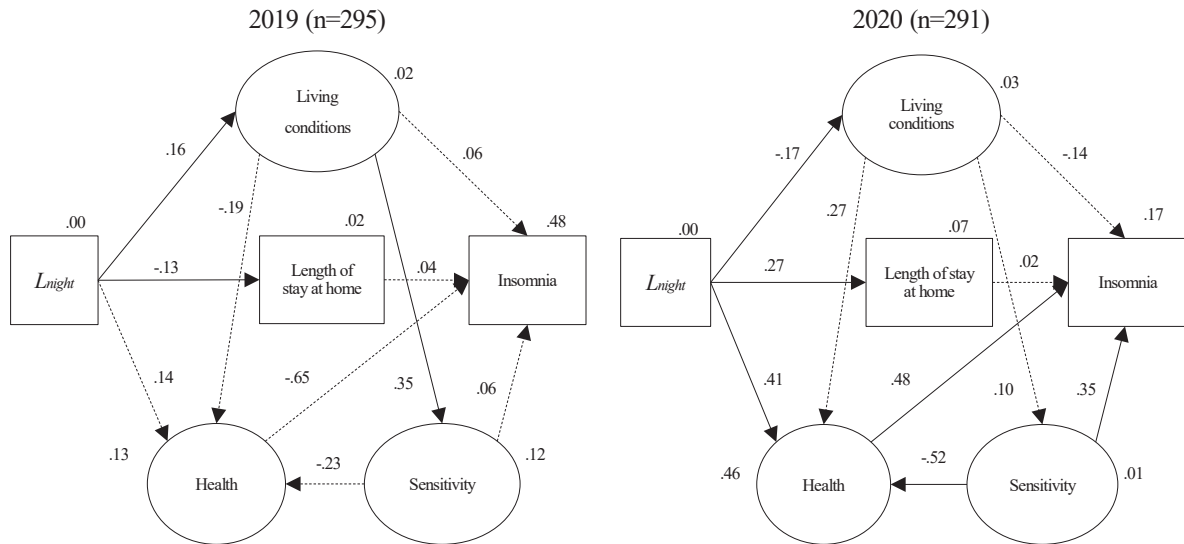 2019 (n=295)
.02
Living
conditions
.16
.06
-.19
.00
.02
.48
Lnight
-.13
Length of
stay at home
.04
Insomnia
.14
-.65
.35
.06
.13
Health
-.23
Sensitivity
.12
2020 (n=291)
.03
Living
conditions
-.17
-.14
.27
.00
.07
.17
Lnight
.27
Length of stay
at home
.02
Insomnia
.41
.48
.10
.35
.46
Health
-.52
Sensitivity
.01